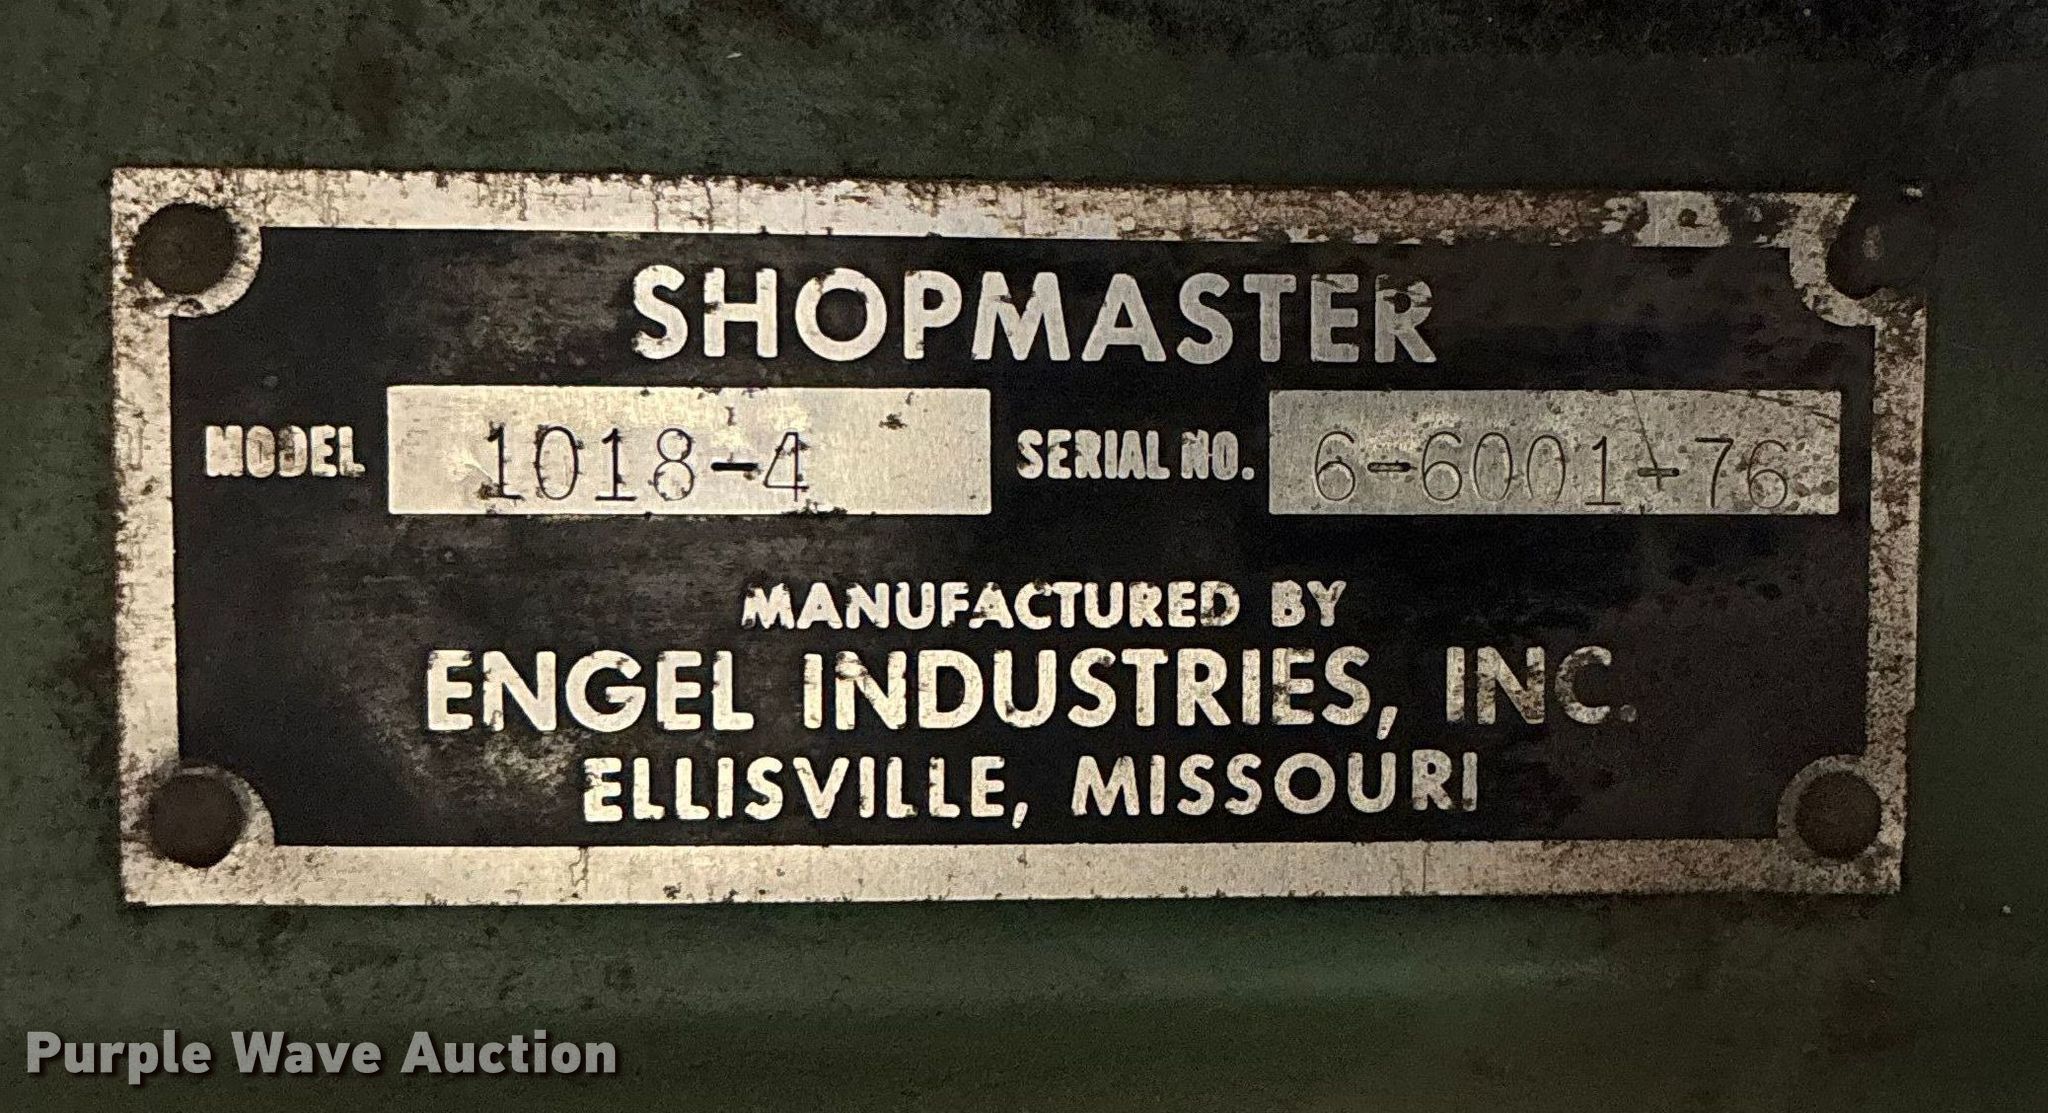 SHOPMASTER
MODEL 1018-4 SERIAL NO. 6-6001-76
MANUFACTURED BY
ENGEL INDUSTRIES, INC.
ELLISVILLE, MISSOURI
Purple Wave Auction